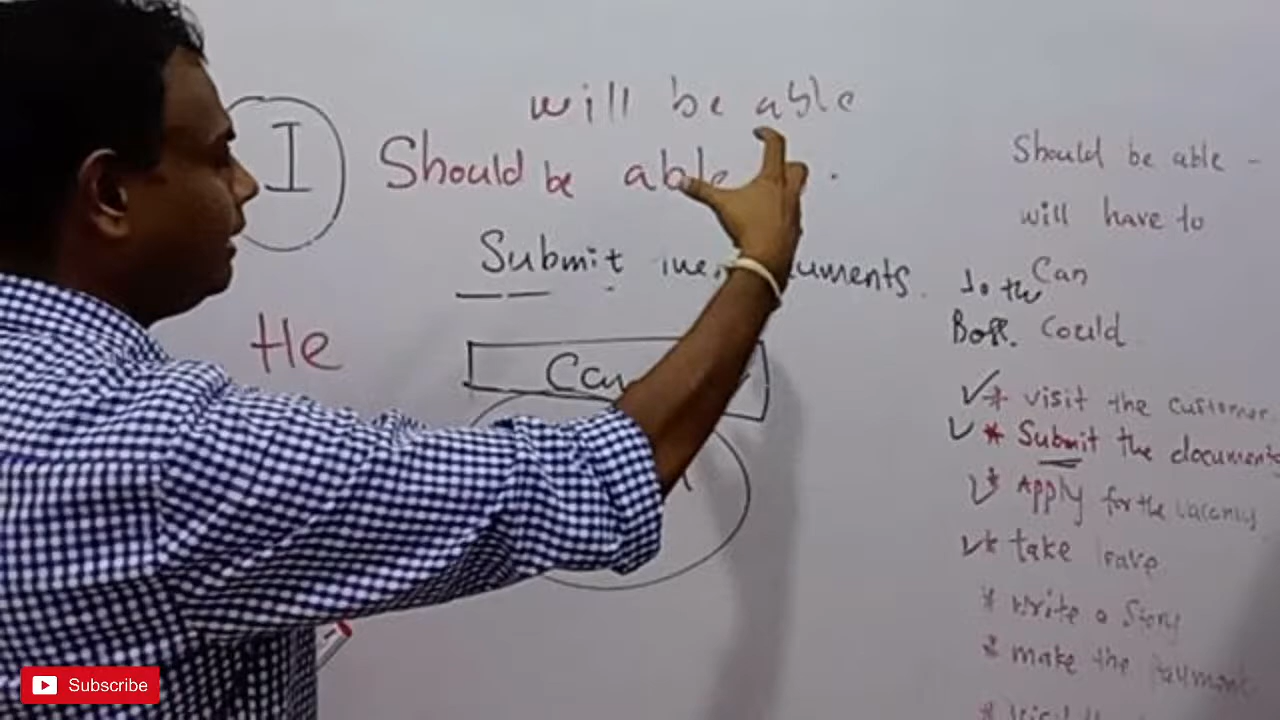 will be able
I Should be able .
Submit documents.
He
Can
Should be able -
will have to
Can
to the
Boss. Could
* visit the customer
* Submit the documents
* Apply for the vacancy
* take leave
* write a Story
* make the payment
Subscribe